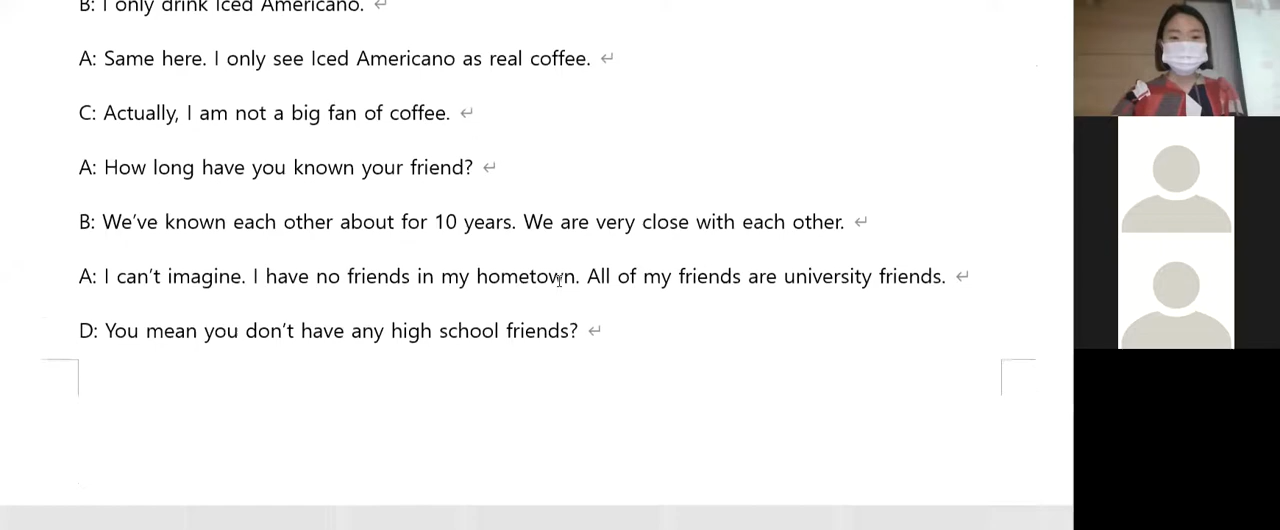 B: I only drink Iced Americano. ↵
A: Same here. I only see Iced Americano as real coffee. ↵
C: Actually, I am not a big fan of coffee. ↵
A: How long have you known your friend? ↵
B: We’ve known each other about for 10 years. We are very close with each other. ↵
A: I can’t imagine. I have no friends in my hometown. All of my friends are university friends. ↵
D: You mean you don’t have any high school friends? ↵